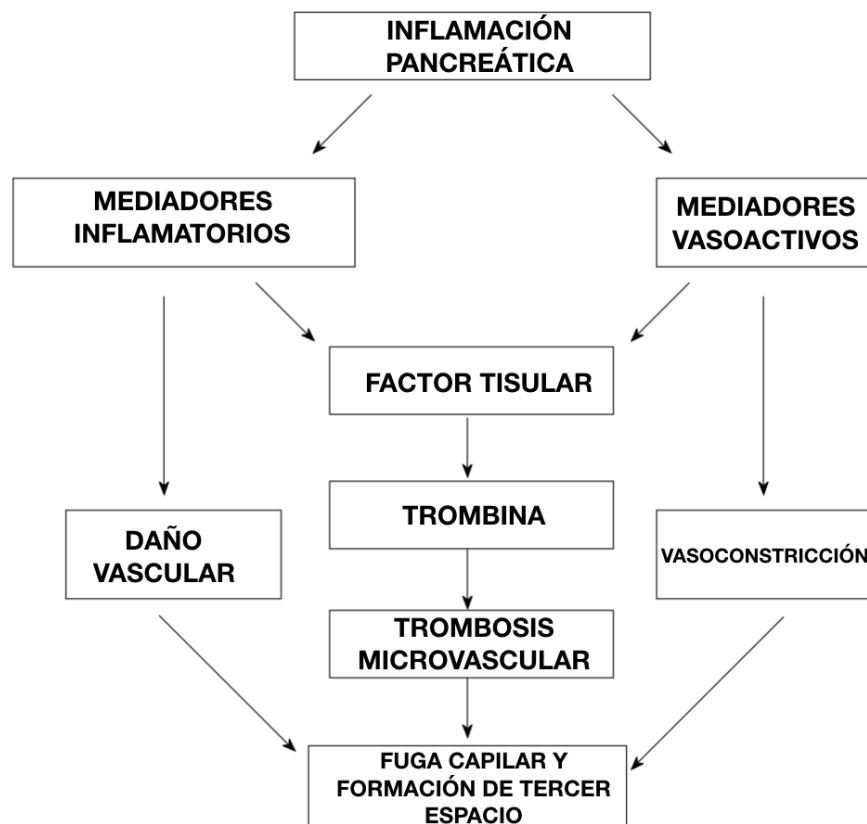 INFLAMACIÓN
PANCREÁTICA
MEDIADORES
INFLAMATORIOS
MEDIADORES
VASOACTIVOS
FACTOR TISULAR
TROMBINA
DAÑO
VASCULAR
VASOCONSTRICCIÓN
TROMBOSIS
MICROVASCULAR
FUGA CAPILAR Y
FORMACIÓN DE TERCER
ESPACIO